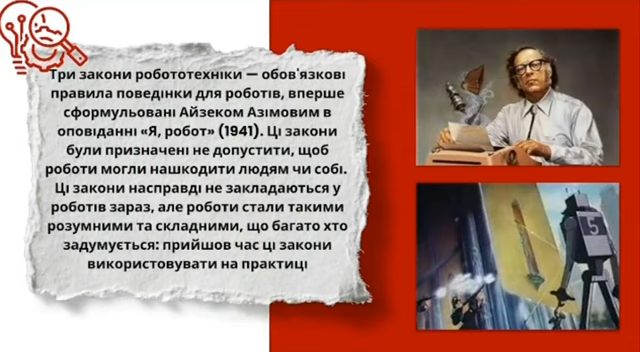 Три закони робототехніки — обов'язкові
правила поведінки для роботів, вперше
сформульовані Айзеком Азімовим в
оповіданні «Я, робот» (1941). Ці закони
були призначені не допустити, щоб
роботи могли нашкодити людям чи собі.
Ці закони насправді не закладаються у
роботів зараз, але роботи стали такими
розумними та складними, що багато хто
задумується: прийшов час ці закони
використовувати на практиці
5